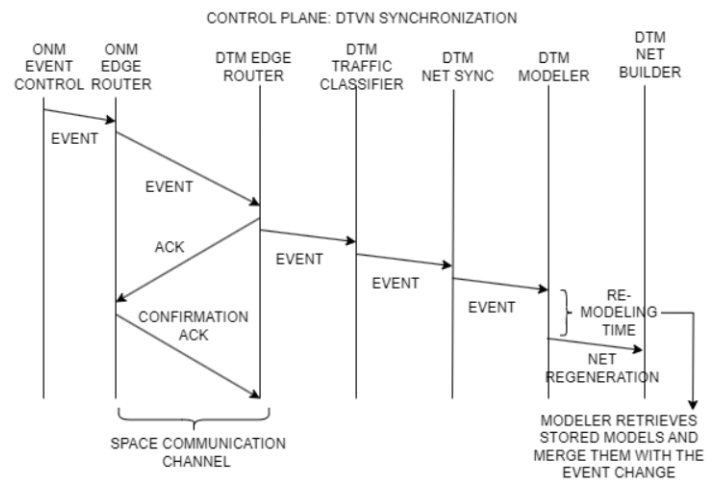 CONTROL PLANE: DTVN SYNCHRONIZATION
ONM
EVENT
CONTROL
ONM
EDGE
ROUTER
DTM EDGE
ROUTER
DTM
TRAFFIC
CLASSIFIER
DTM
NET SYNC
DTM
MODELER
DTM
NET
BUILDER
EVENT
EVENT
ACK
EVENT
EVENT
EVENT
CONFIRMATION
ACK
RE-
MODELING
TIME
NET
REGENERATION
SPACE COMMUNICATION
CHANNEL
MODELER RETRIEVES
STORED MODELS AND
MERGE THEM WITH THE
EVENT CHANGE